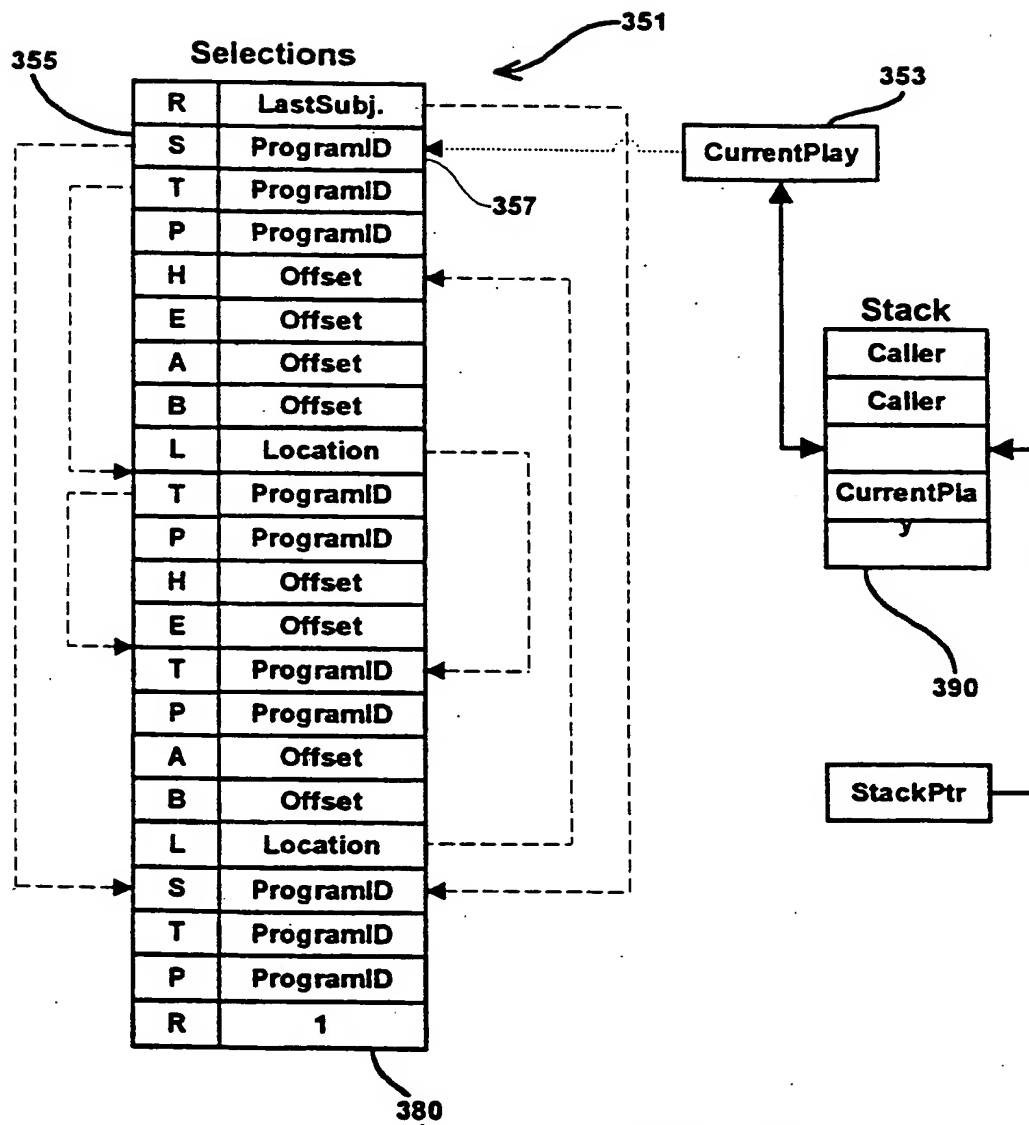 351
355
Selections
353
R LastSubj.
S ProgramID
CurrentPlay
T ProgramID
357
P ProgramID
H Offset
E Offset
A Offset
B Offset
L Location
T ProgramID
P ProgramID
H Offset
E Offset
T ProgramID
P ProgramID
A Offset
B Offset
L Location
S ProgramID
T ProgramID
P ProgramID
R 1
380
Stack
Caller
Caller
CurrentPla
y
390
StackPtr